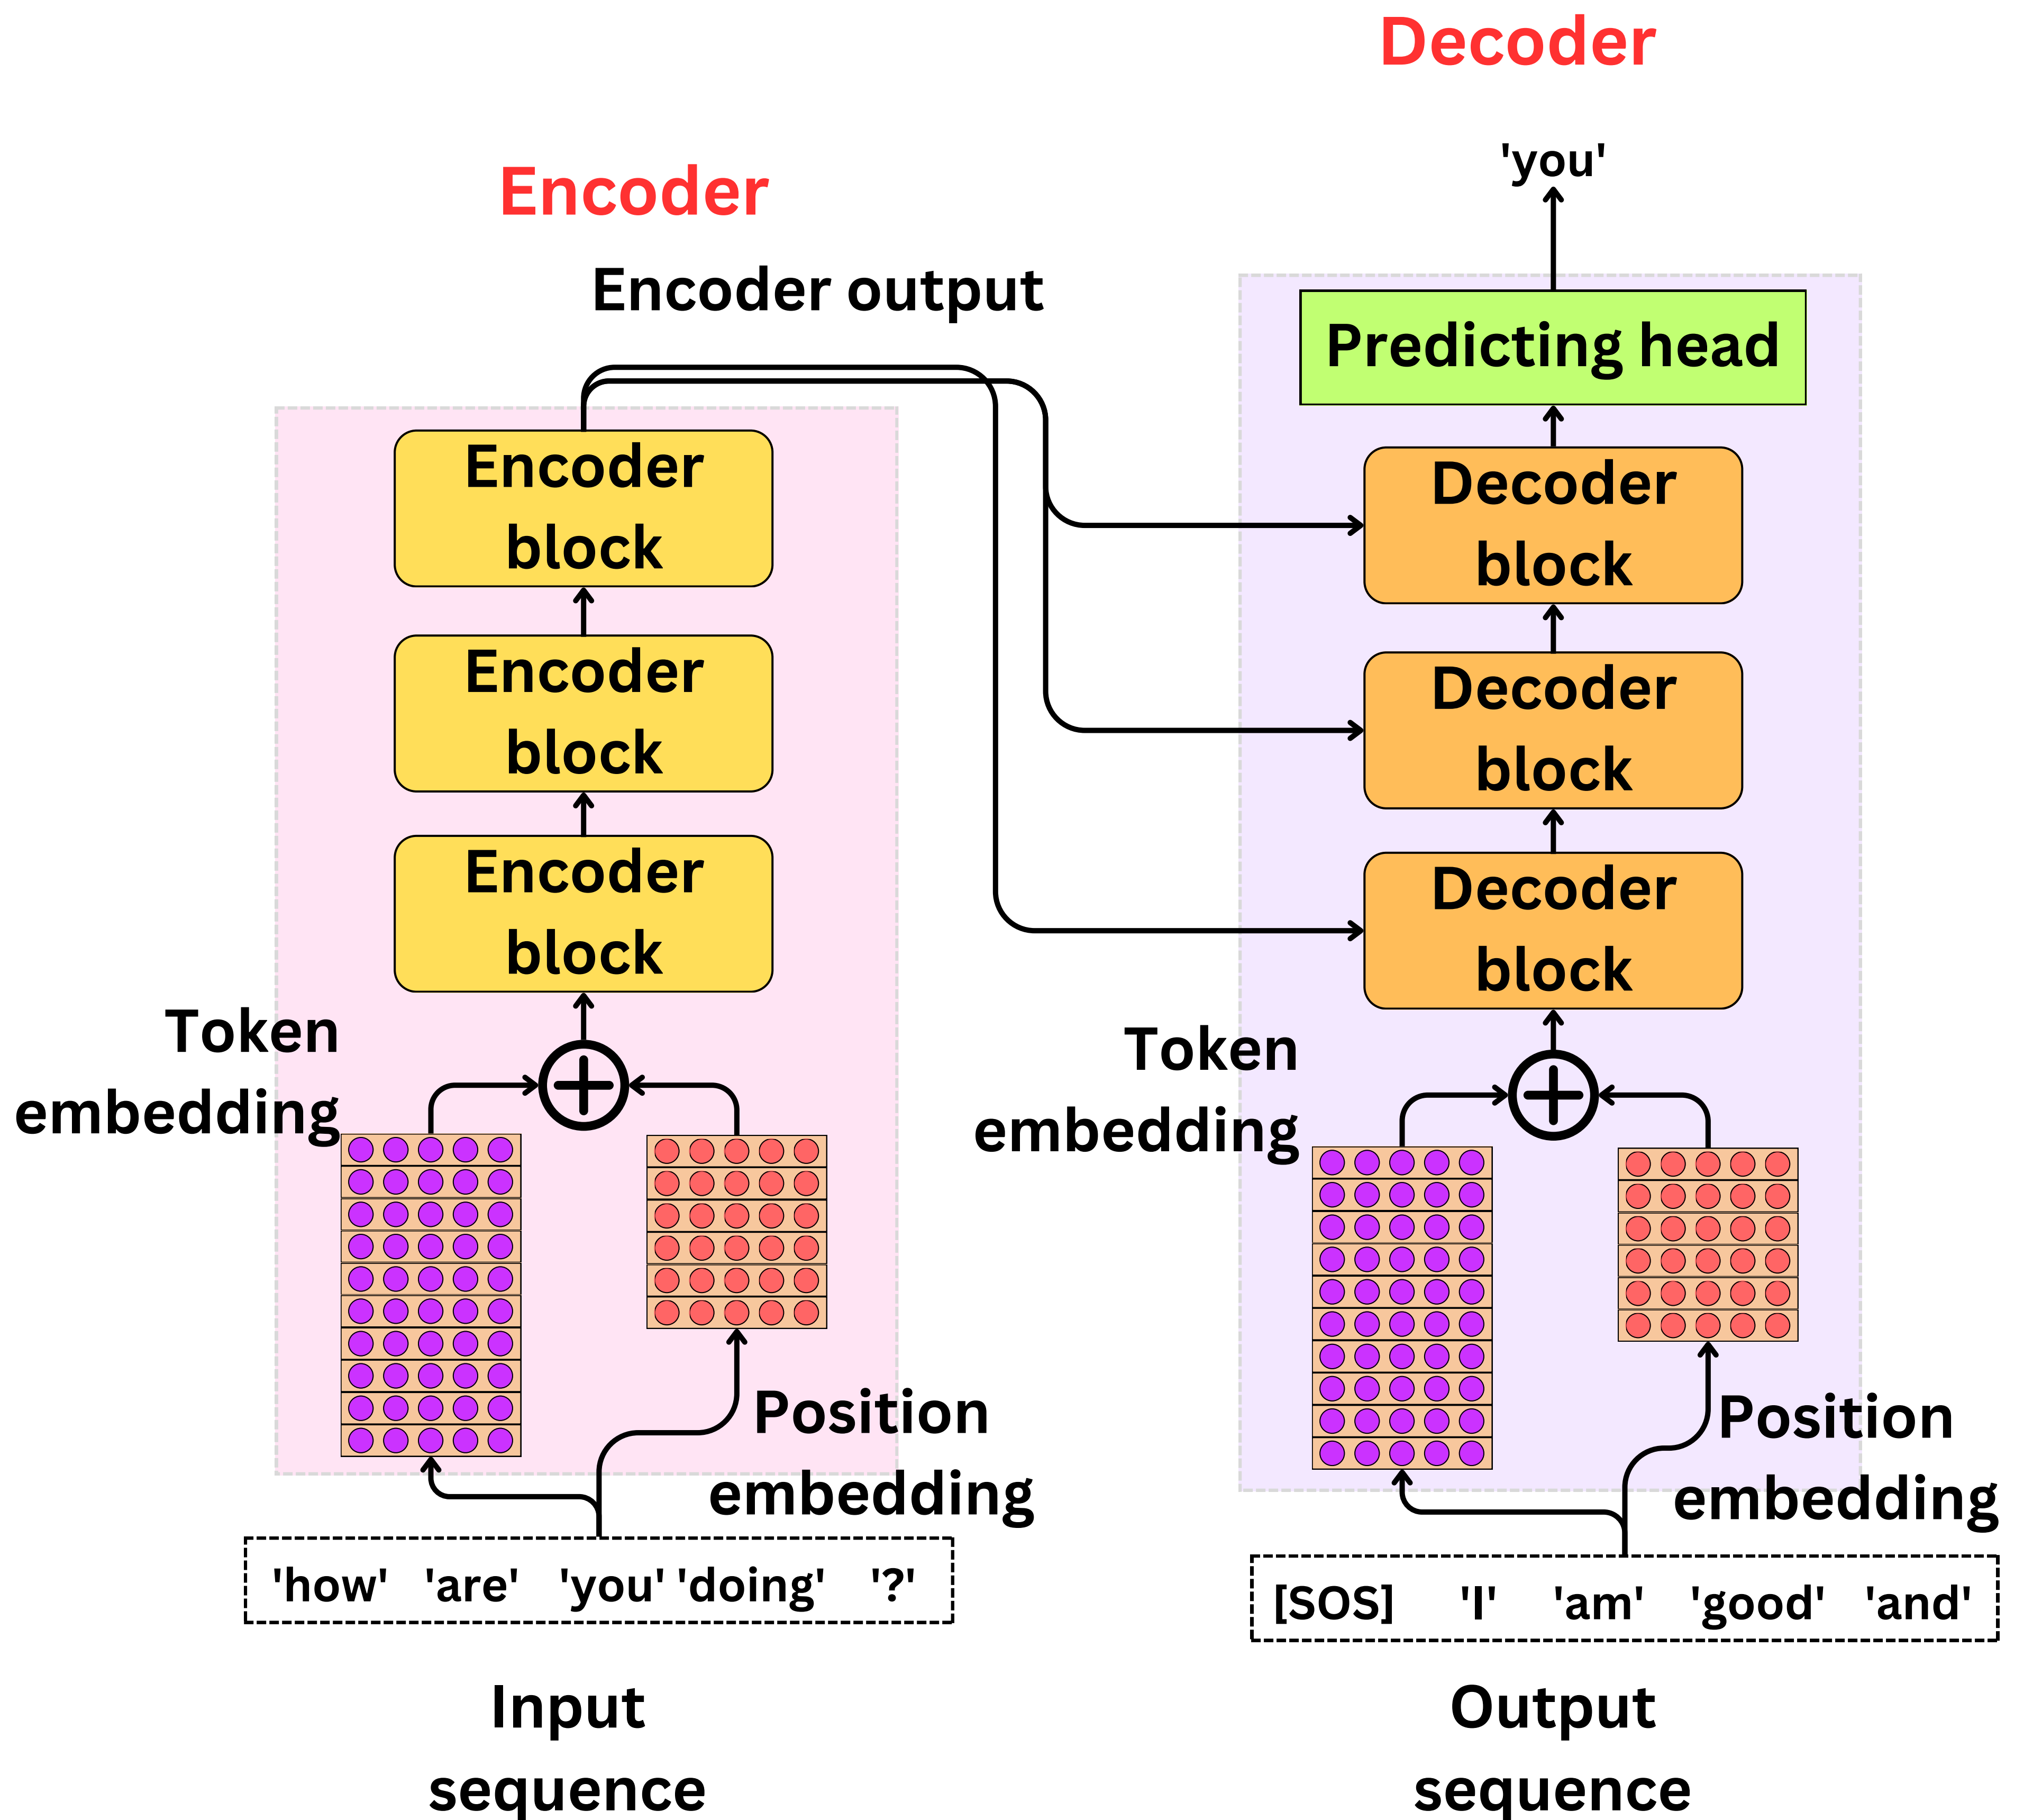 Decoder
'you'
Encoder
Encoder output
Predicting head
Encoder
block
Encoder
block
Encoder
block
Decoder
block
Decoder
block
Decoder
block
Token
embedding
Position
embedding
'how' 'are' 'you' 'doing' '?'
Input
sequence
Token
embedding
Position
embedding
[SOS] 'I' 'am' 'good' 'and'
Output
sequence